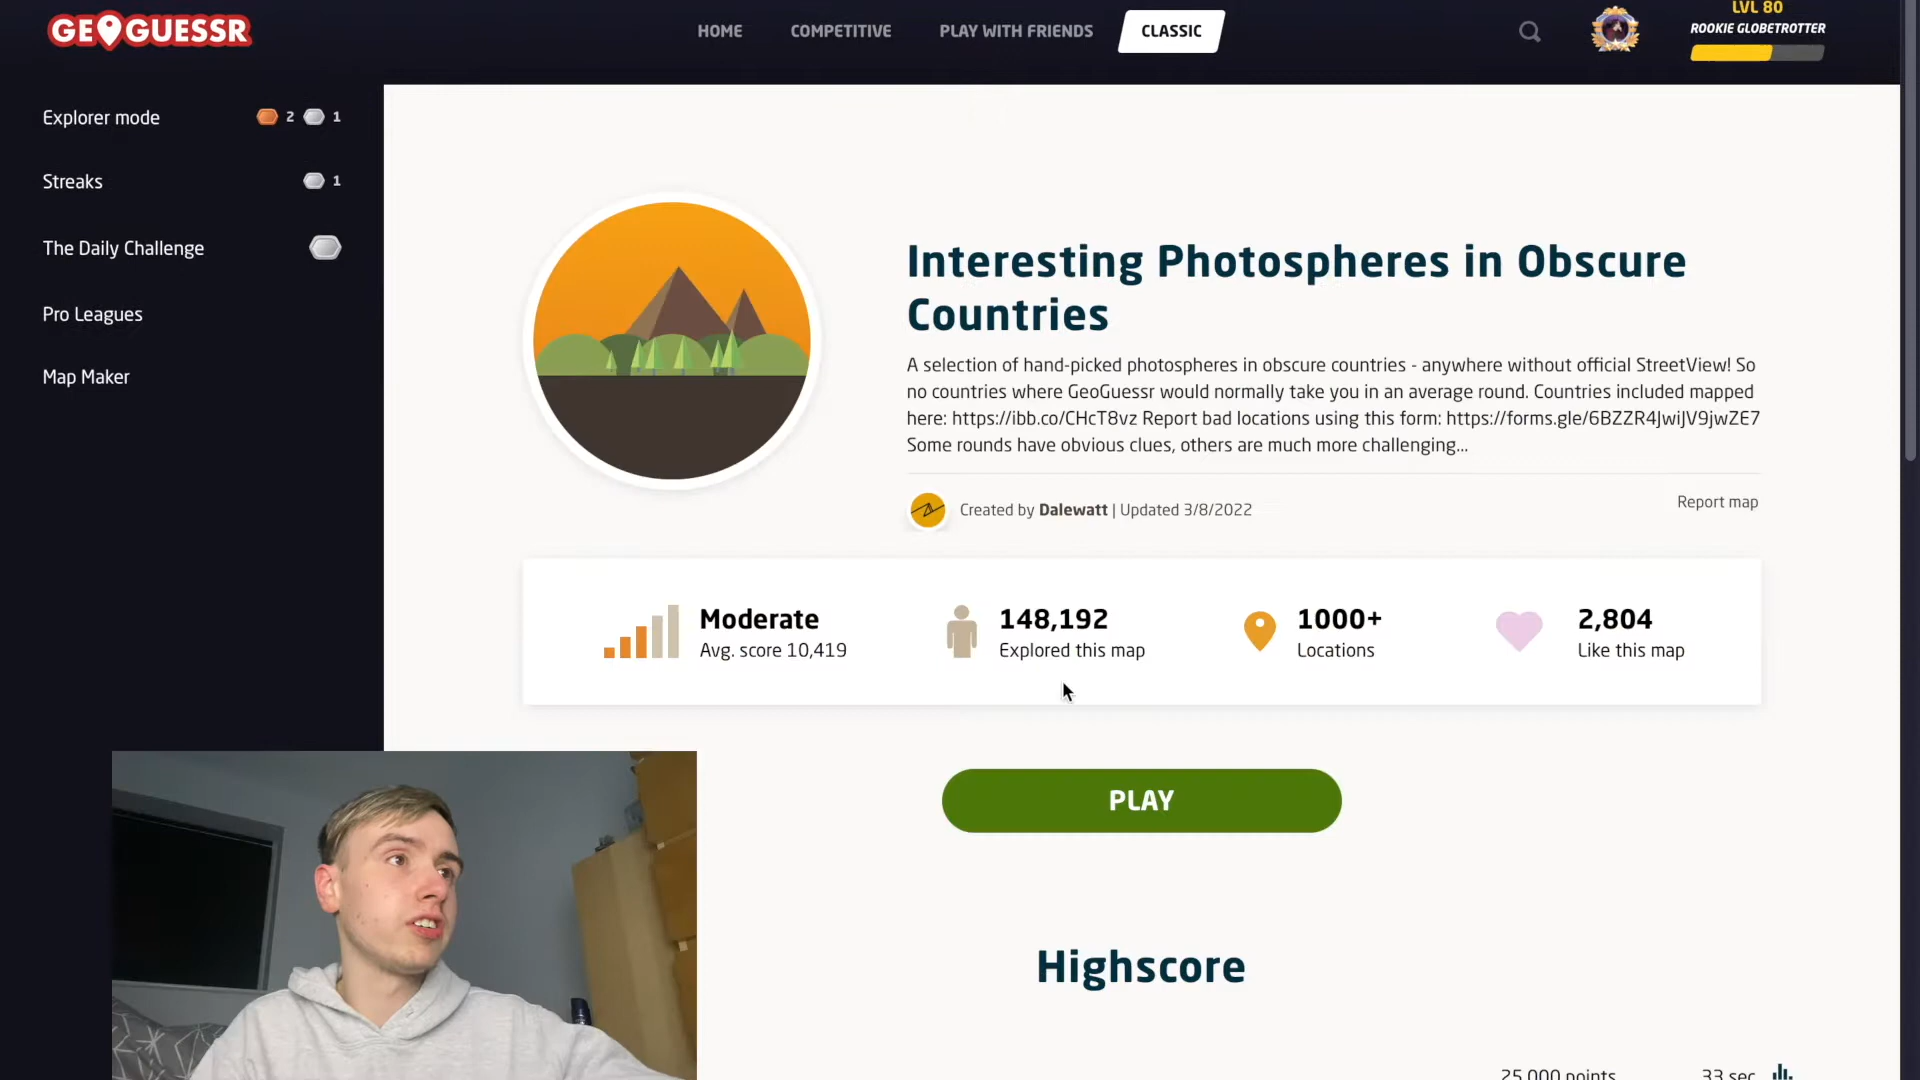 GEOGUESSR
HOME COMPETITIVE PLAY WITH FRIENDS CLASSIC
LVL 80
ROOKIE GLOBETROTTER
Explorer mode 2 1
Streaks 1
The Daily Challenge
Pro Leagues
Map Maker
Interesting Photospheres in Obscure
Countries
A selection of hand-picked photospheres in obscure countries - anywhere without official StreetView! So
no countries where GeoGuessr would normally take you in an average round. Countries included mapped
here: https://ibb.co/CHcT8vz Report bad locations using this form: https://forms.gle/6BZZR4JwiJV9jwZE7
Some rounds have obvious clues, others are much more challenging...
Created by Dalewatt | Updated 3/8/2022
Report map
Moderate
Avg. score 10,419
148,192
Explored this map
1000+
Locations
2,804
Like this map
PLAY
Highscore
25,000 points 33 sec